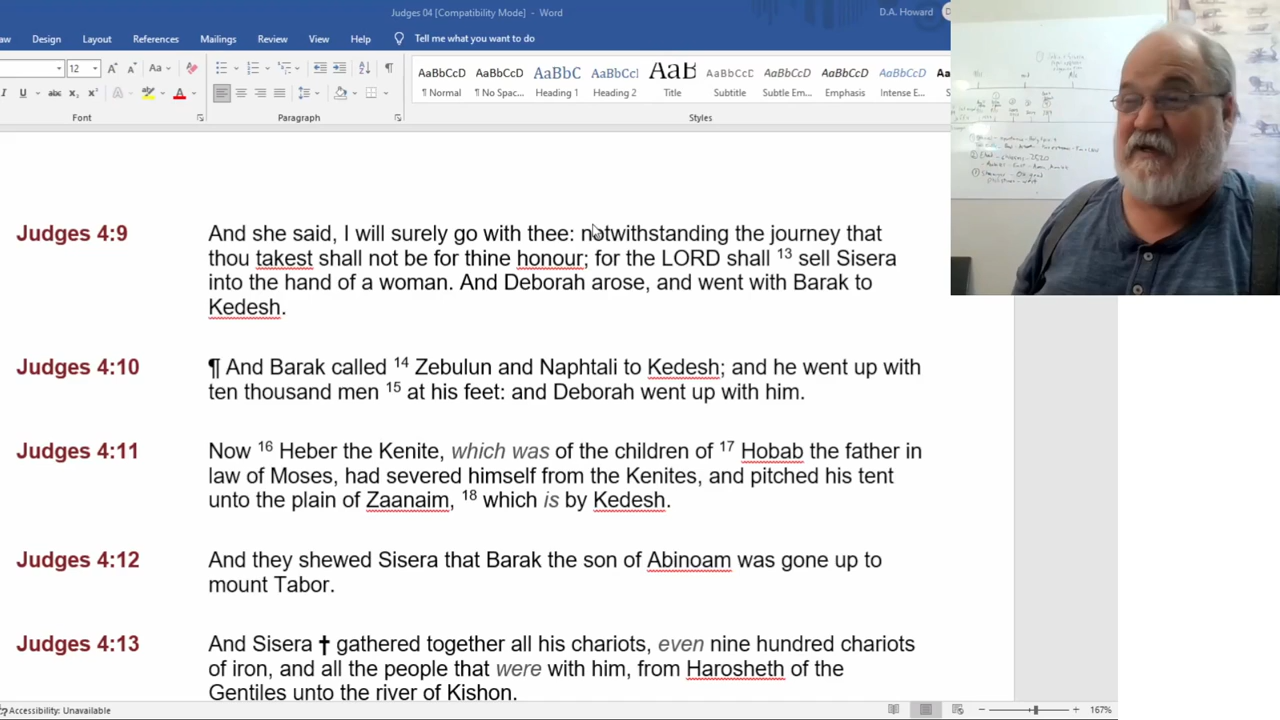 Judges 04 [Compatibility Mode] - Word
D.A. Howard
Design Layout References Mailings Review View Help Tell me what you want to do
12 Aa
U abc x₂ x² A
AaBbCcD AaBbCcD AaBbC AaBbCcl AaB AaBbCcD AaBbCcD AaBbCcD AaBbCcD
¶ Normal ¶ No Spac... Heading 1 Heading 2 Title Subtitle Subtle Em... Emphasis Intense E...
Font Paragraph Styles
Judges 4:9 And she said, I will surely go with thee: notwithstanding the journey that
thou takest shall not be for thine honour; for the LORD shall 13 sell Sisera
into the hand of a woman. And Deborah arose, and went with Barak to
Kedesh.
Judges 4:10 ¶ And Barak called 14 Zebulun and Naphtali to Kedesh; and he went up with
ten thousand men 15 at his feet: and Deborah went up with him.
Judges 4:11 Now 16 Heber the Kenite, which was of the children of 17 Hobab the father in
law of Moses, had severed himself from the Kenites, and pitched his tent
unto the plain of Zaanaim, 18 which is by Kedesh.
Judges 4:12 And they shewed Sisera that Barak the son of Abinoam was gone up to
mount Tabor.
Judges 4:13 And Sisera ✝ gathered together all his chariots, even nine hundred chariots
of iron, and all the people that were with him, from Harosheth of the
Gentiles unto the river of Kishon.
Accessibility: Unavailable
167%